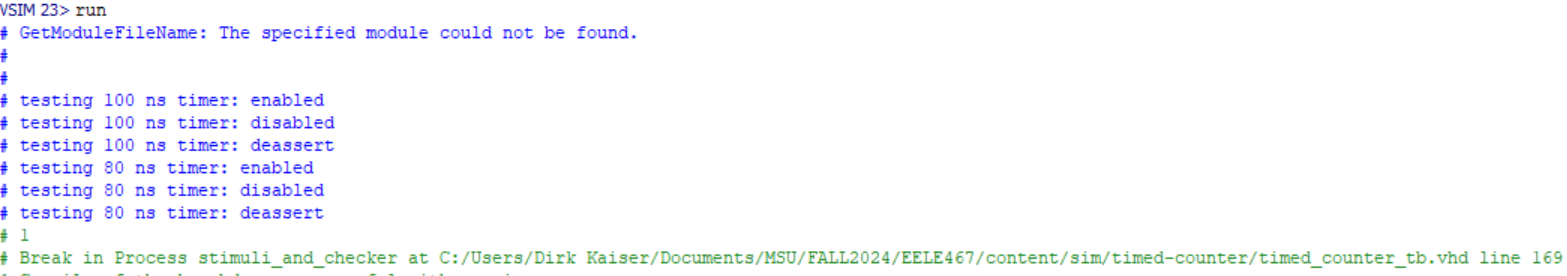 VSIM 23> run
# GetModuleFileName: The specified module could not be found.
#
#
# testing 100 ns timer: enabled
# testing 100 ns timer: disabled
# testing 100 ns timer: deassert
# testing 80 ns timer: enabled
# testing 80 ns timer: disabled
# testing 80 ns timer: deassert
# 1
# Break in Process stimuli_and_checker at C:/Users/Dirk Kaiser/Documents/MSU/FALL2024/EELE467/content/sim/timed-counter/timed_counter_tb.vhd line 169